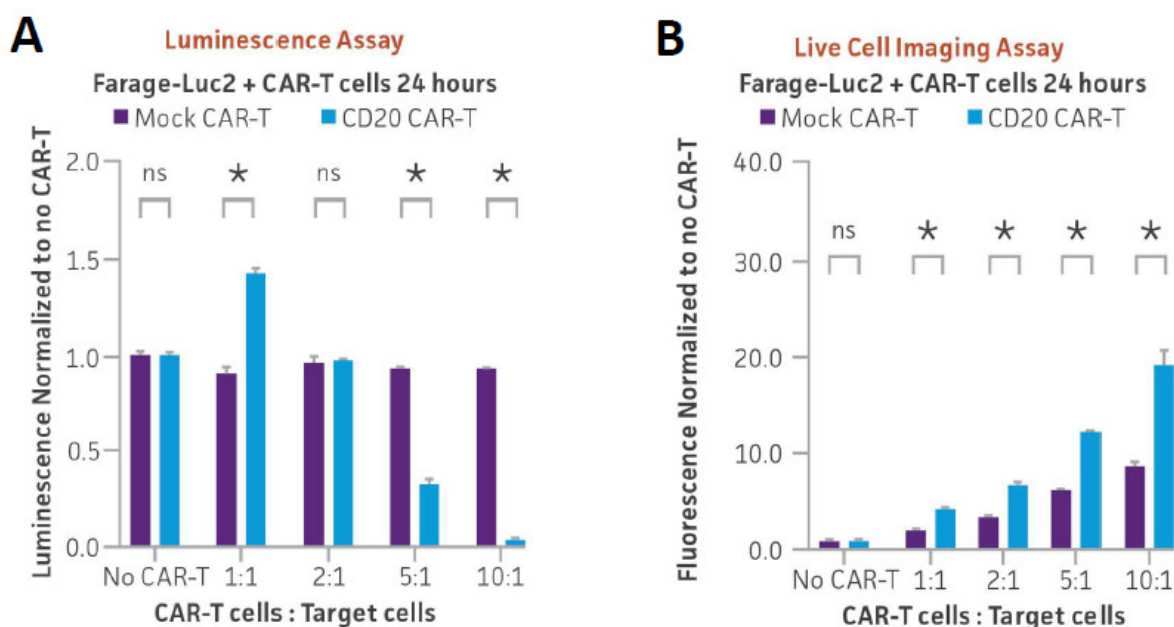 A
Luminescence Assay
Farage-Luc2 + CAR-T cells 24 hours
Mock CAR-T CD20 CAR-T
Luminescence Normalized to no CAR-T
2.0
1.5
1.0
0.5
0.0
ns * ns * *
No CAR-T 1:1 2:1 5:1 10:1
CAR-T cells : Target cells
B
Live Cell Imaging Assay
Farage-Luc2 + CAR-T cells 24 hours
Mock CAR-T CD20 CAR-T
Fluorescence Normalized to no CAR-T
40.0
30.0
20.0
10.0
0.0
ns * * * *
No CAR-T 1:1 2:1 5:1 10:1
CAR-T cells : Target cells